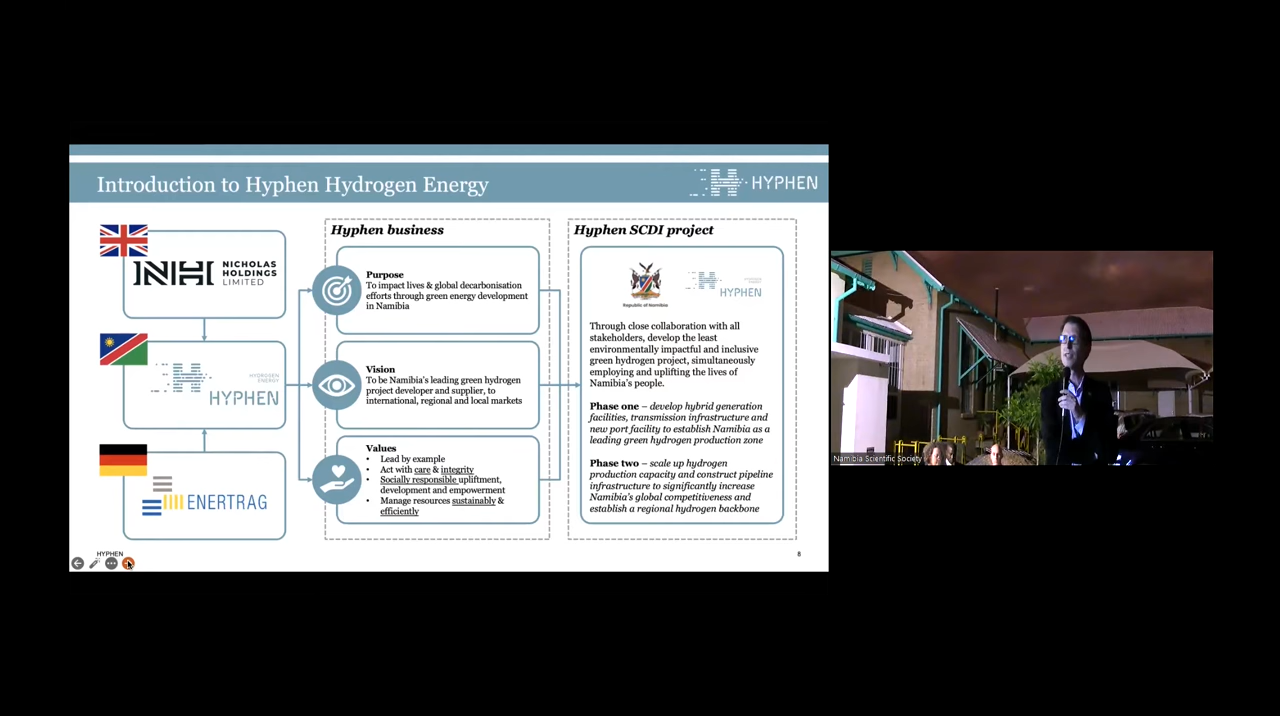 Introduction to Hyphen Hydrogen Energy
HYPHEN
NICHOLAS
HOLDINGS
LIMITED
NH
HYDROGEN
ENERGY
HYPHEN
ENERTRAG
Hyphen business
Purpose
To impact lives & global decarbonisation
efforts through green energy development
in Namibia
Vision
To be Namibia's leading green hydrogen
project developer and supplier, to
international, regional and local markets
Values
• Lead by example
• Act with care & integrity
• Socially responsible upliftment,
development and empowerment
• Manage resources sustainably &
efficiently
Hyphen SCDI project
Republic of Namibia
HYPHEN
Through close collaboration with all
stakeholders, develop the least
environmentally impactful and inclusive
green hydrogen project, simultaneously
employing and uplifting the lives of
Namibia's people.
Phase one – develop hybrid generation
facilities, transmission infrastructure and
new port facility to establish Namibia as a
leading green hydrogen production zone
Phase two – scale up hydrogen
production capacity and construct pipeline
infrastructure to significantly increase
Namibia's global competitiveness and
establish a regional hydrogen backbone
HYPHEN
8
Namibia Scientific Society